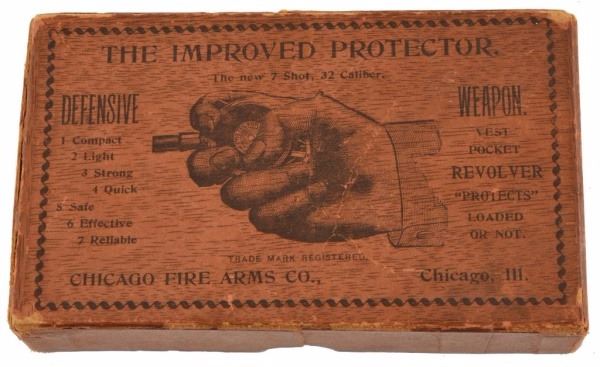 THE IMPROVED PROTECTOR.
The new 7 Shot, 32 Caliber.
DEFENSIVE
1 Compact
2 Light
3 Strong
4 Quick
5 Safe
6 Effective
7 Reliable
WEAPON.
VEST
POCKET
REVOLVER
"PROTECTS"
LOADED
OR NOT.
TRADE MARK REGISTERED.
CHICAGO FIRE ARMS CO., Chicago, Ill.